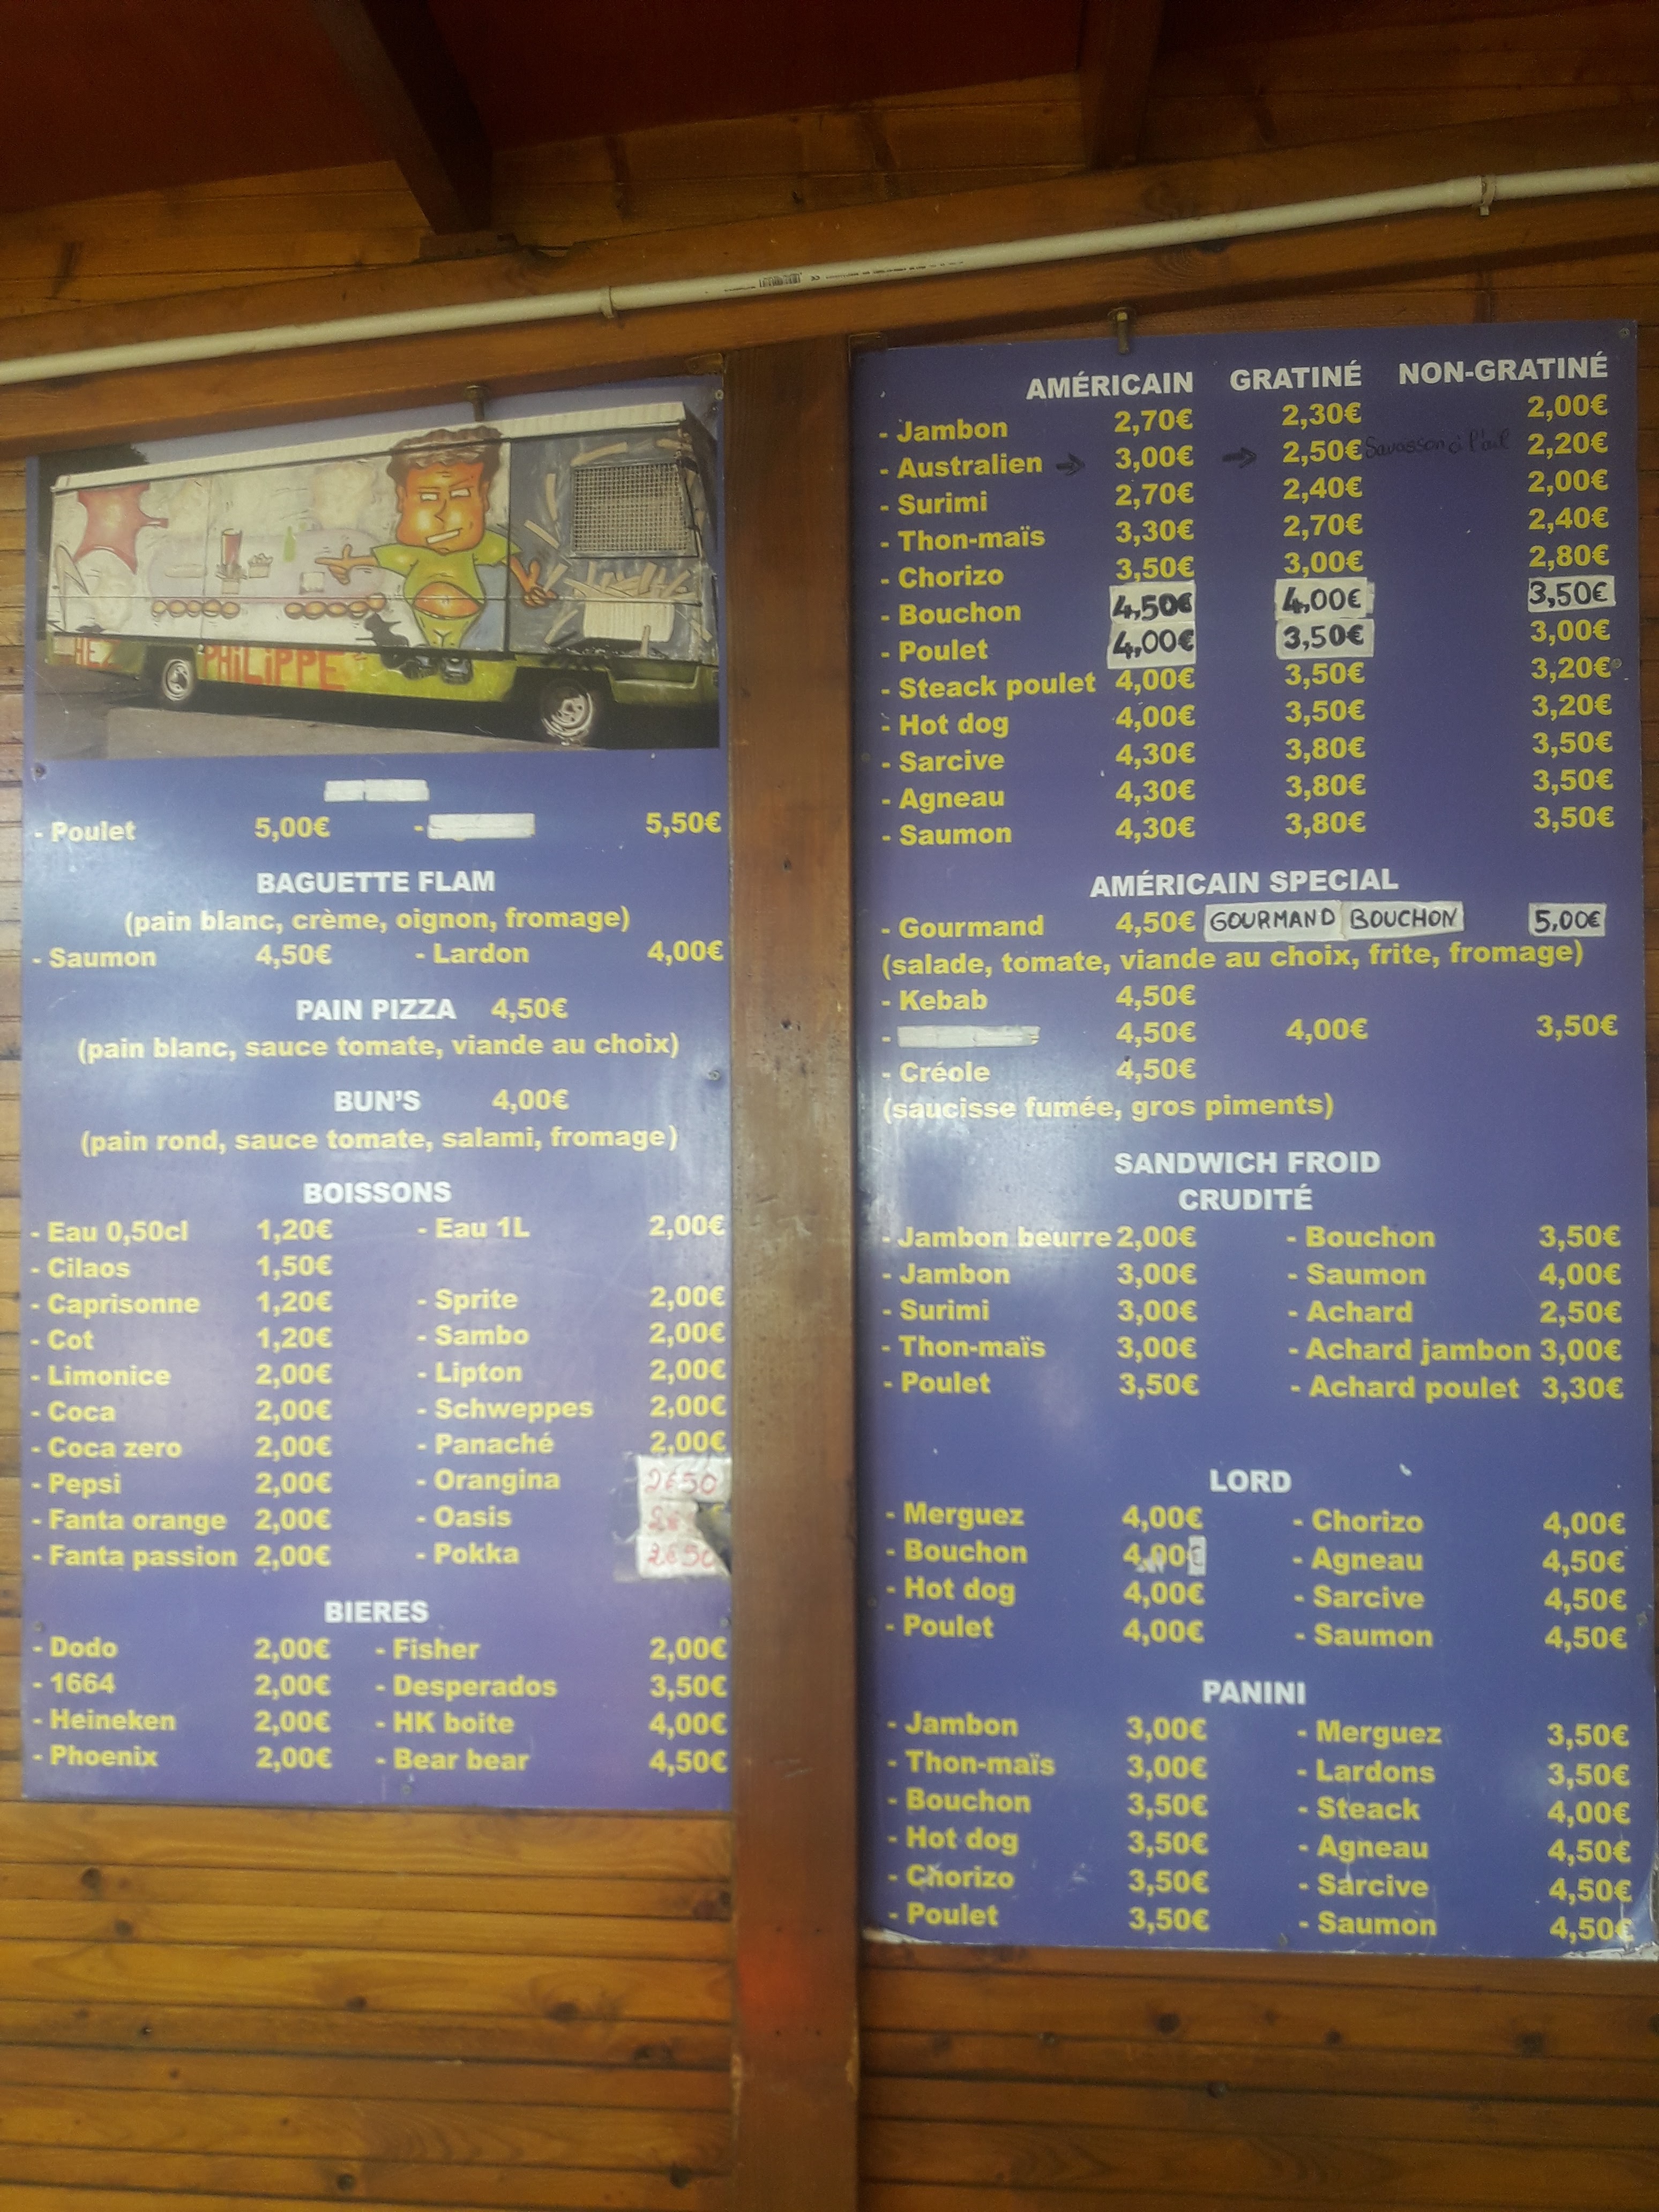 CHEZ PHILIPPE
- Poulet 5,00€ - 5,50€
BAGUETTE FLAM
(pain blanc, crème, oignon, fromage)
- Saumon 4,50€ - Lardon 4,00€
PAIN PIZZA 4,50€
(pain blanc, sauce tomate, viande au choix)
BUN'S 4,00€
(pain rond, sauce tomate, salami, fromage)
BOISSONS
- Eau 0,50cl 1,20€ - Eau 1L 2,00€
- Cilaos 1,50€
- Caprisonne 1,20€ - Sprite 2,00€
- Cot 1,20€ - Sambo 2,00€
- Limonice 2,00€ - Lipton 2,00€
- Coca 2,00€ - Schweppes 2,00€
- Coca zero 2,00€ - Panaché 2,00€
- Pepsi 2,00€ - Orangina 2€50
- Fanta orange 2,00€ - Oasis
- Fanta passion 2,00€ - Pokka 2€50
BIERES
- Dodo 2,00€ - Fisher 2,00€
- 1664 2,00€ - Desperados 3,50€
- Heineken 2,00€ - HK boite 4,00€
- Phoenix 2,00€ - Bear bear 4,50€
AMÉRICAIN GRATINÉ NON-GRATINÉ
- Jambon 2,70€ 2,30€ 2,00€
- Australien → 3,00€ → 2,50€ 2,20€
- Surimi 2,70€ 2,40€ 2,00€
- Thon-maïs 3,30€ 2,70€ 2,40€
- Chorizo 3,50€ 3,00€ 2,80€
- Bouchon 4,50€ 4,00€ 3,50€
- Poulet 4,00€ 3,50€ 3,00€
- Steack poulet 4,00€ 3,50€ 3,20€
- Hot dog 4,00€ 3,50€ 3,20€
- Sarcive 4,30€ 3,80€ 3,50€
- Agneau 4,30€ 3,80€ 3,50€
- Saumon 4,30€ 3,80€ 3,50€
AMÉRICAIN SPECIAL
- Gourmand 4,50€ GOURMAND BOUCHON 5,00€
(salade, tomate, viande au choix, frite, fromage)
- Kebab 4,50€
- 4,50€ 4,00€ 3,50€
- Créole 4,50€
(saucisse fumée, gros piments)
SANDWICH FROID
CRUDITÉ
- Jambon beurre 2,00€ - Bouchon 3,50€
- Jambon 3,00€ - Saumon 4,00€
- Surimi 3,00€ - Achard 2,50€
- Thon-maïs 3,00€ - Achard jambon 3,00€
- Poulet 3,50€ - Achard poulet 3,30€
LORD
- Merguez 4,00€ - Chorizo 4,00€
- Bouchon 4,00€ - Agneau 4,50€
- Hot dog 4,00€ - Sarcive 4,50€
- Poulet 4,00€ - Saumon 4,50€
PANINI
- Jambon 3,00€ - Merguez 3,50€
- Thon-maïs 3,00€ - Lardons 3,50€
- Bouchon 3,50€ - Steack 4,00€
- Hot dog 3,50€ - Agneau 4,50€
- Chorizo 3,50€ - Sarcive 4,50€
- Poulet 3,50€ - Saumon 4,50€